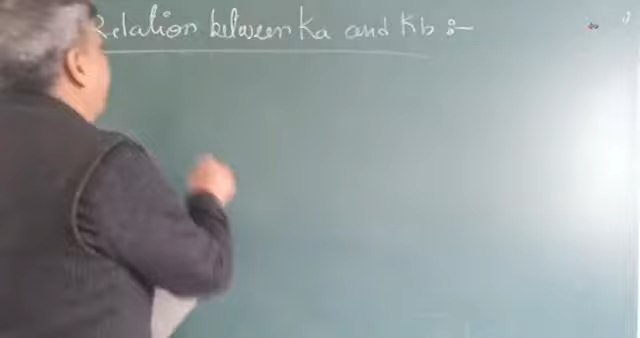 Relation between Ka and Kb :-